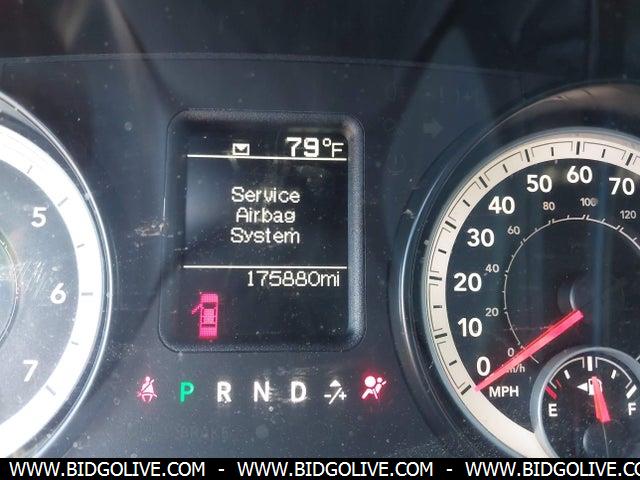 79°F
Service
Airbag
System
175880mi
P R N D -/+
5
6
7
0 10 20 30 40 50 60 70
0 20 40 60 80 100 120
km/h
MPH
E F
WWW.BIDGOLIVE.COM - WWW.BIDGOLIVE.COM - WWW.BIDGOLIVE.COM